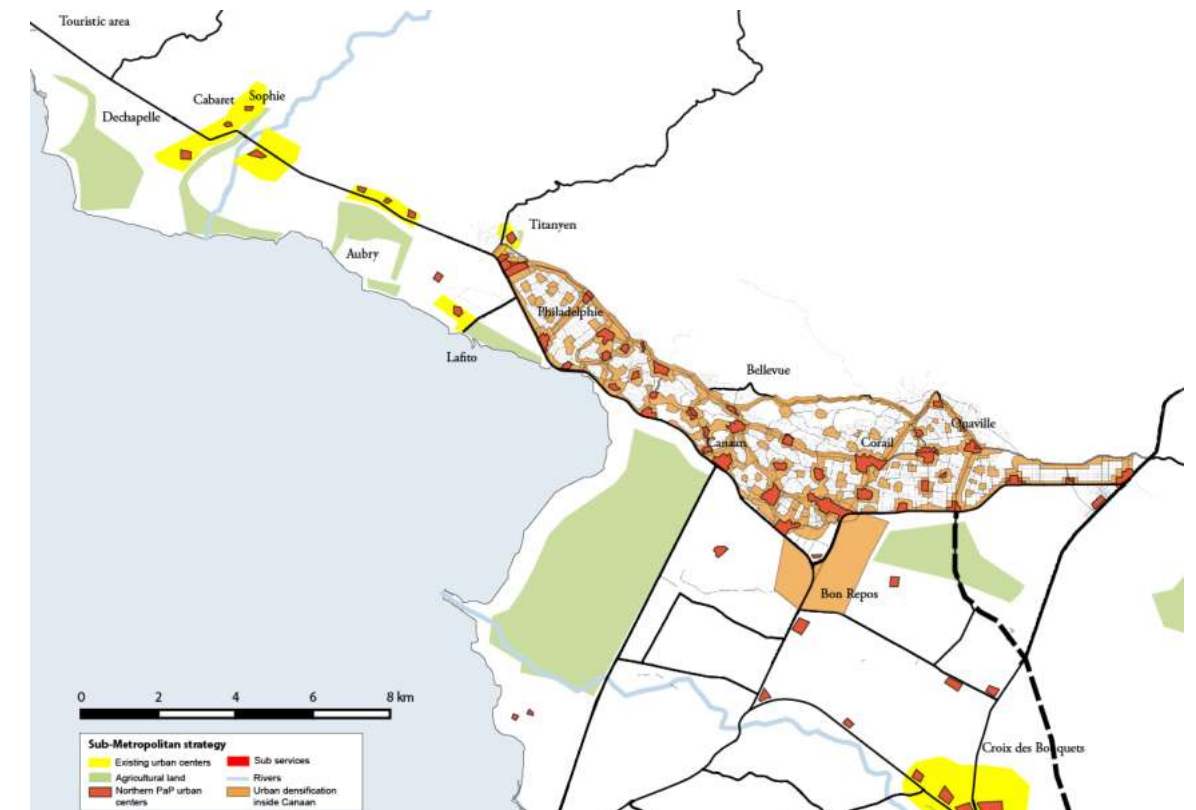 Touristic area
Cabaret
Sophie
Dechapelle
Titanyen
Aubry
Philadelphie
Lafito
Bellevue
Canaan
Corail
Onaville
Bon Repos
0 2 4 6 8 km
Croix des Bouquets
Sub-Metropolitan strategy
Existing urban centers
Sub services
Agricultural land
Rivers
Northern PaP urban
centers
Urban densification
inside Canaan